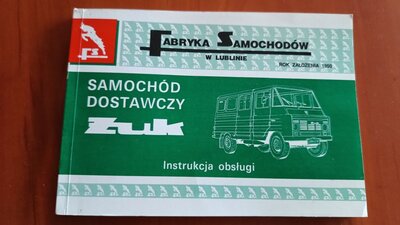 FABRYKA SAMOCHODÓW
W LUBLINIE
ROK ZAŁOŻENIA 1950
SAMOCHÓD
DOSTAWCZY
Żuk
Instrukcja obsługi